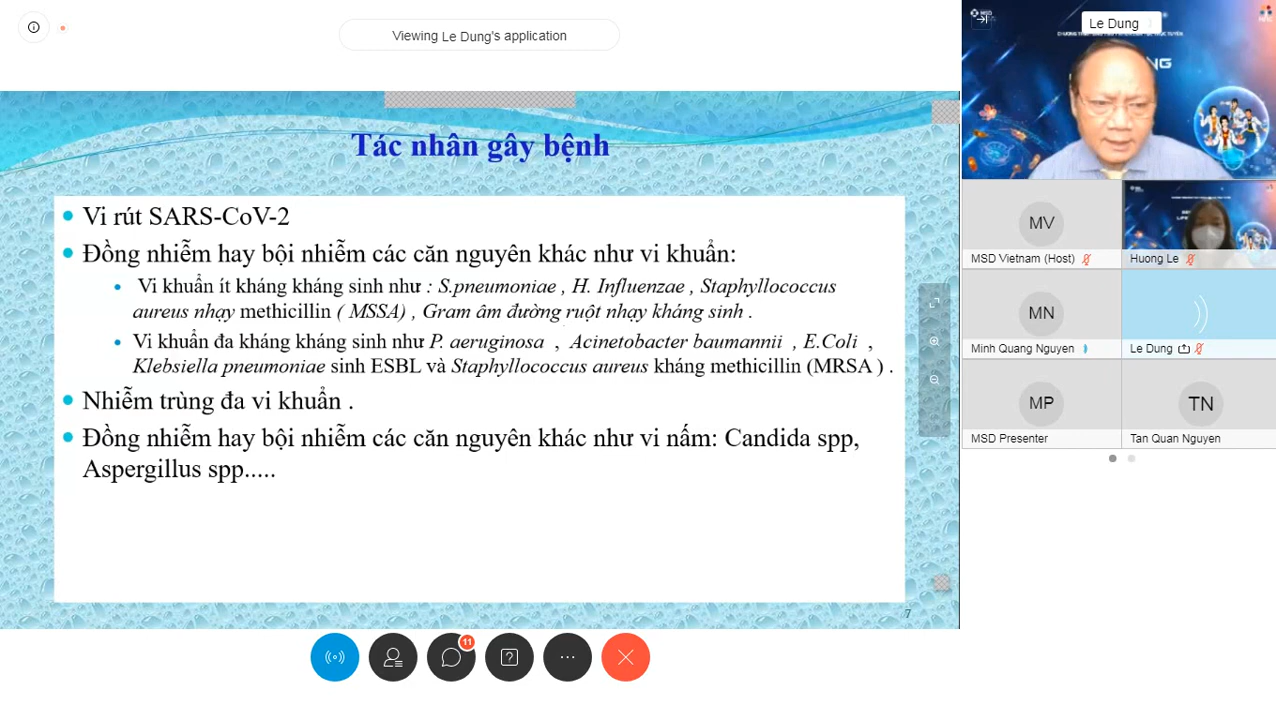 Viewing Le Dung's application
Le Dung
Tác nhân gây bệnh
Vi rút SARS-CoV-2
Đồng nhiễm hay bội nhiễm các căn nguyên khác như vi khuẩn:
Vi khuẩn ít kháng kháng sinh như : S.pneumoniae , H. Influenzae , Staphyllococcus
aureus nhạy methicillin ( MSSA) , Gram âm đường ruột nhạy kháng sinh .
Vi khuẩn đa kháng kháng sinh như P. aeruginosa , Acinetobacter baumannii , E.Coli ,
Klebsiella pneumoniae sinh ESBL và Staphyllococcus aureus kháng methicillin (MRSA ) .
Nhiễm trùng đa vi khuẩn .
Đồng nhiễm hay bội nhiễm các căn nguyên khác như vi nấm: Candida spp,
Aspergillus spp.....
7
MV
MSD Vietnam (Host)
Huong Le
MN
Minh Quang Nguyen
Le Dung
MP
MSD Presenter
TN
Tan Quan Nguyen
11